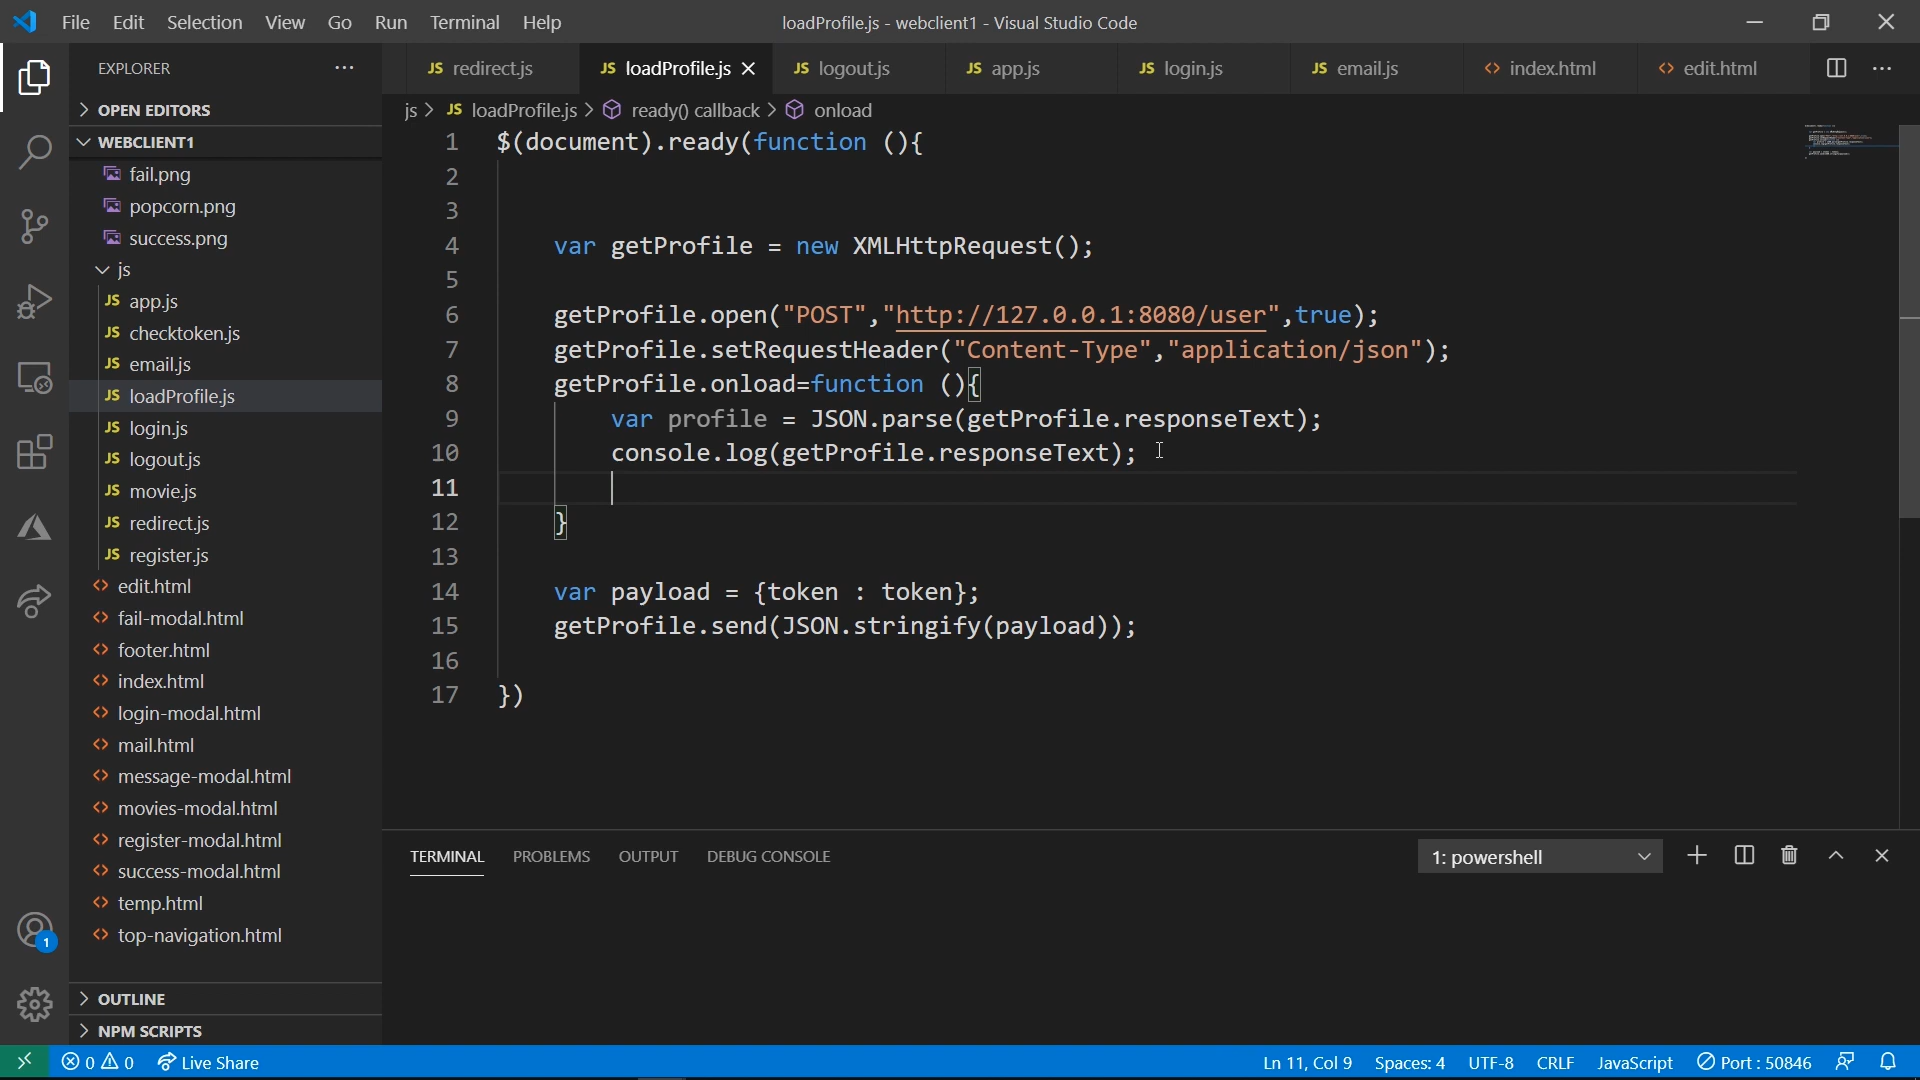 File Edit Selection View Go Run Terminal Help
loadProfile.js - webclient1 - Visual Studio Code
EXPLORER
JS redirect.js
JS loadProfile.js
JS logout.js
JS app.js
JS login.js
JS email.js
<> index.html
<> edit.html
OPEN EDITORS
WEBCLIENT1
fail.png
popcorn.png
success.png
js
JS app.js
JS checktoken.js
JS email.js
JS loadProfile.js
JS login.js
JS logout.js
JS movie.js
JS redirect.js
JS register.js
<> edit.html
<> fail-modal.html
<> footer.html
<> index.html
<> login-modal.html
<> mail.html
<> message-modal.html
<> movies-modal.html
<> register-modal.html
<> success-modal.html
<> temp.html
<> top-navigation.html
OUTLINE
NPM SCRIPTS
js > JS loadProfile.js > ready() callback > onload
1 $(document).ready(function (){
2
3
4 var getProfile = new XMLHttpRequest();
5
6 getProfile.open("POST","http://127.0.0.1:8080/user",true);
7 getProfile.setRequestHeader("Content-Type","application/json");
8 getProfile.onload=function (){
9 var profile = JSON.parse(getProfile.responseText);
10 console.log(getProfile.responseText);
11
12 }
13
14 var payload = {token : token};
15 getProfile.send(JSON.stringify(payload));
16
17 })
TERMINAL PROBLEMS OUTPUT DEBUG CONSOLE
1: powershell
1
0 0 Live Share
Ln 11, Col 9 Spaces: 4 UTF-8 CRLF JavaScript Port : 50846